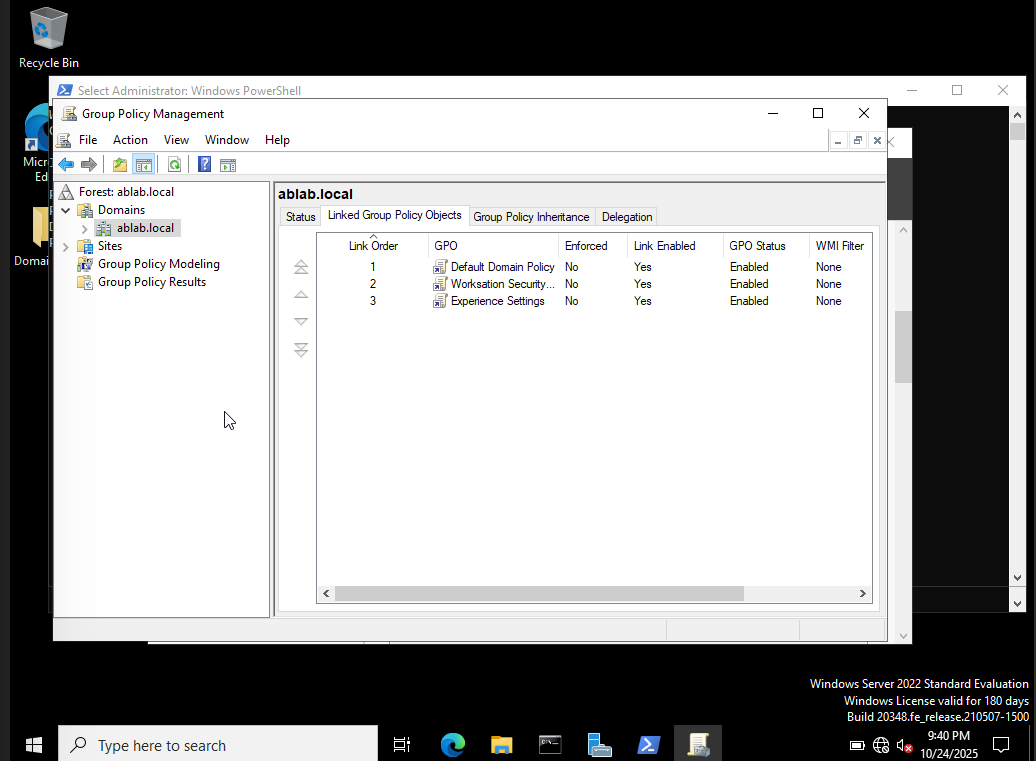 Recycle Bin
Select Administrator: Windows PowerShell
Group Policy Management
File Action View Window Help
Micr
Ed
Domai
Forest: ablab.local
Domains
ablab.local
Sites
Group Policy Modeling
Group Policy Results
ablab.local
Status Linked Group Policy Objects Group Policy Inheritance Delegation
Link Order GPO Enforced Link Enabled GPO Status WMI Filter
1 Default Domain Policy No Yes Enabled None
2 Worksation Security... No Yes Enabled None
3 Experience Settings No Yes Enabled None
Windows Server 2022 Standard Evaluation
Windows License valid for 180 days
Build 20348.fe_release.210507-1500
Type here to search
9:40 PM
10/24/2025